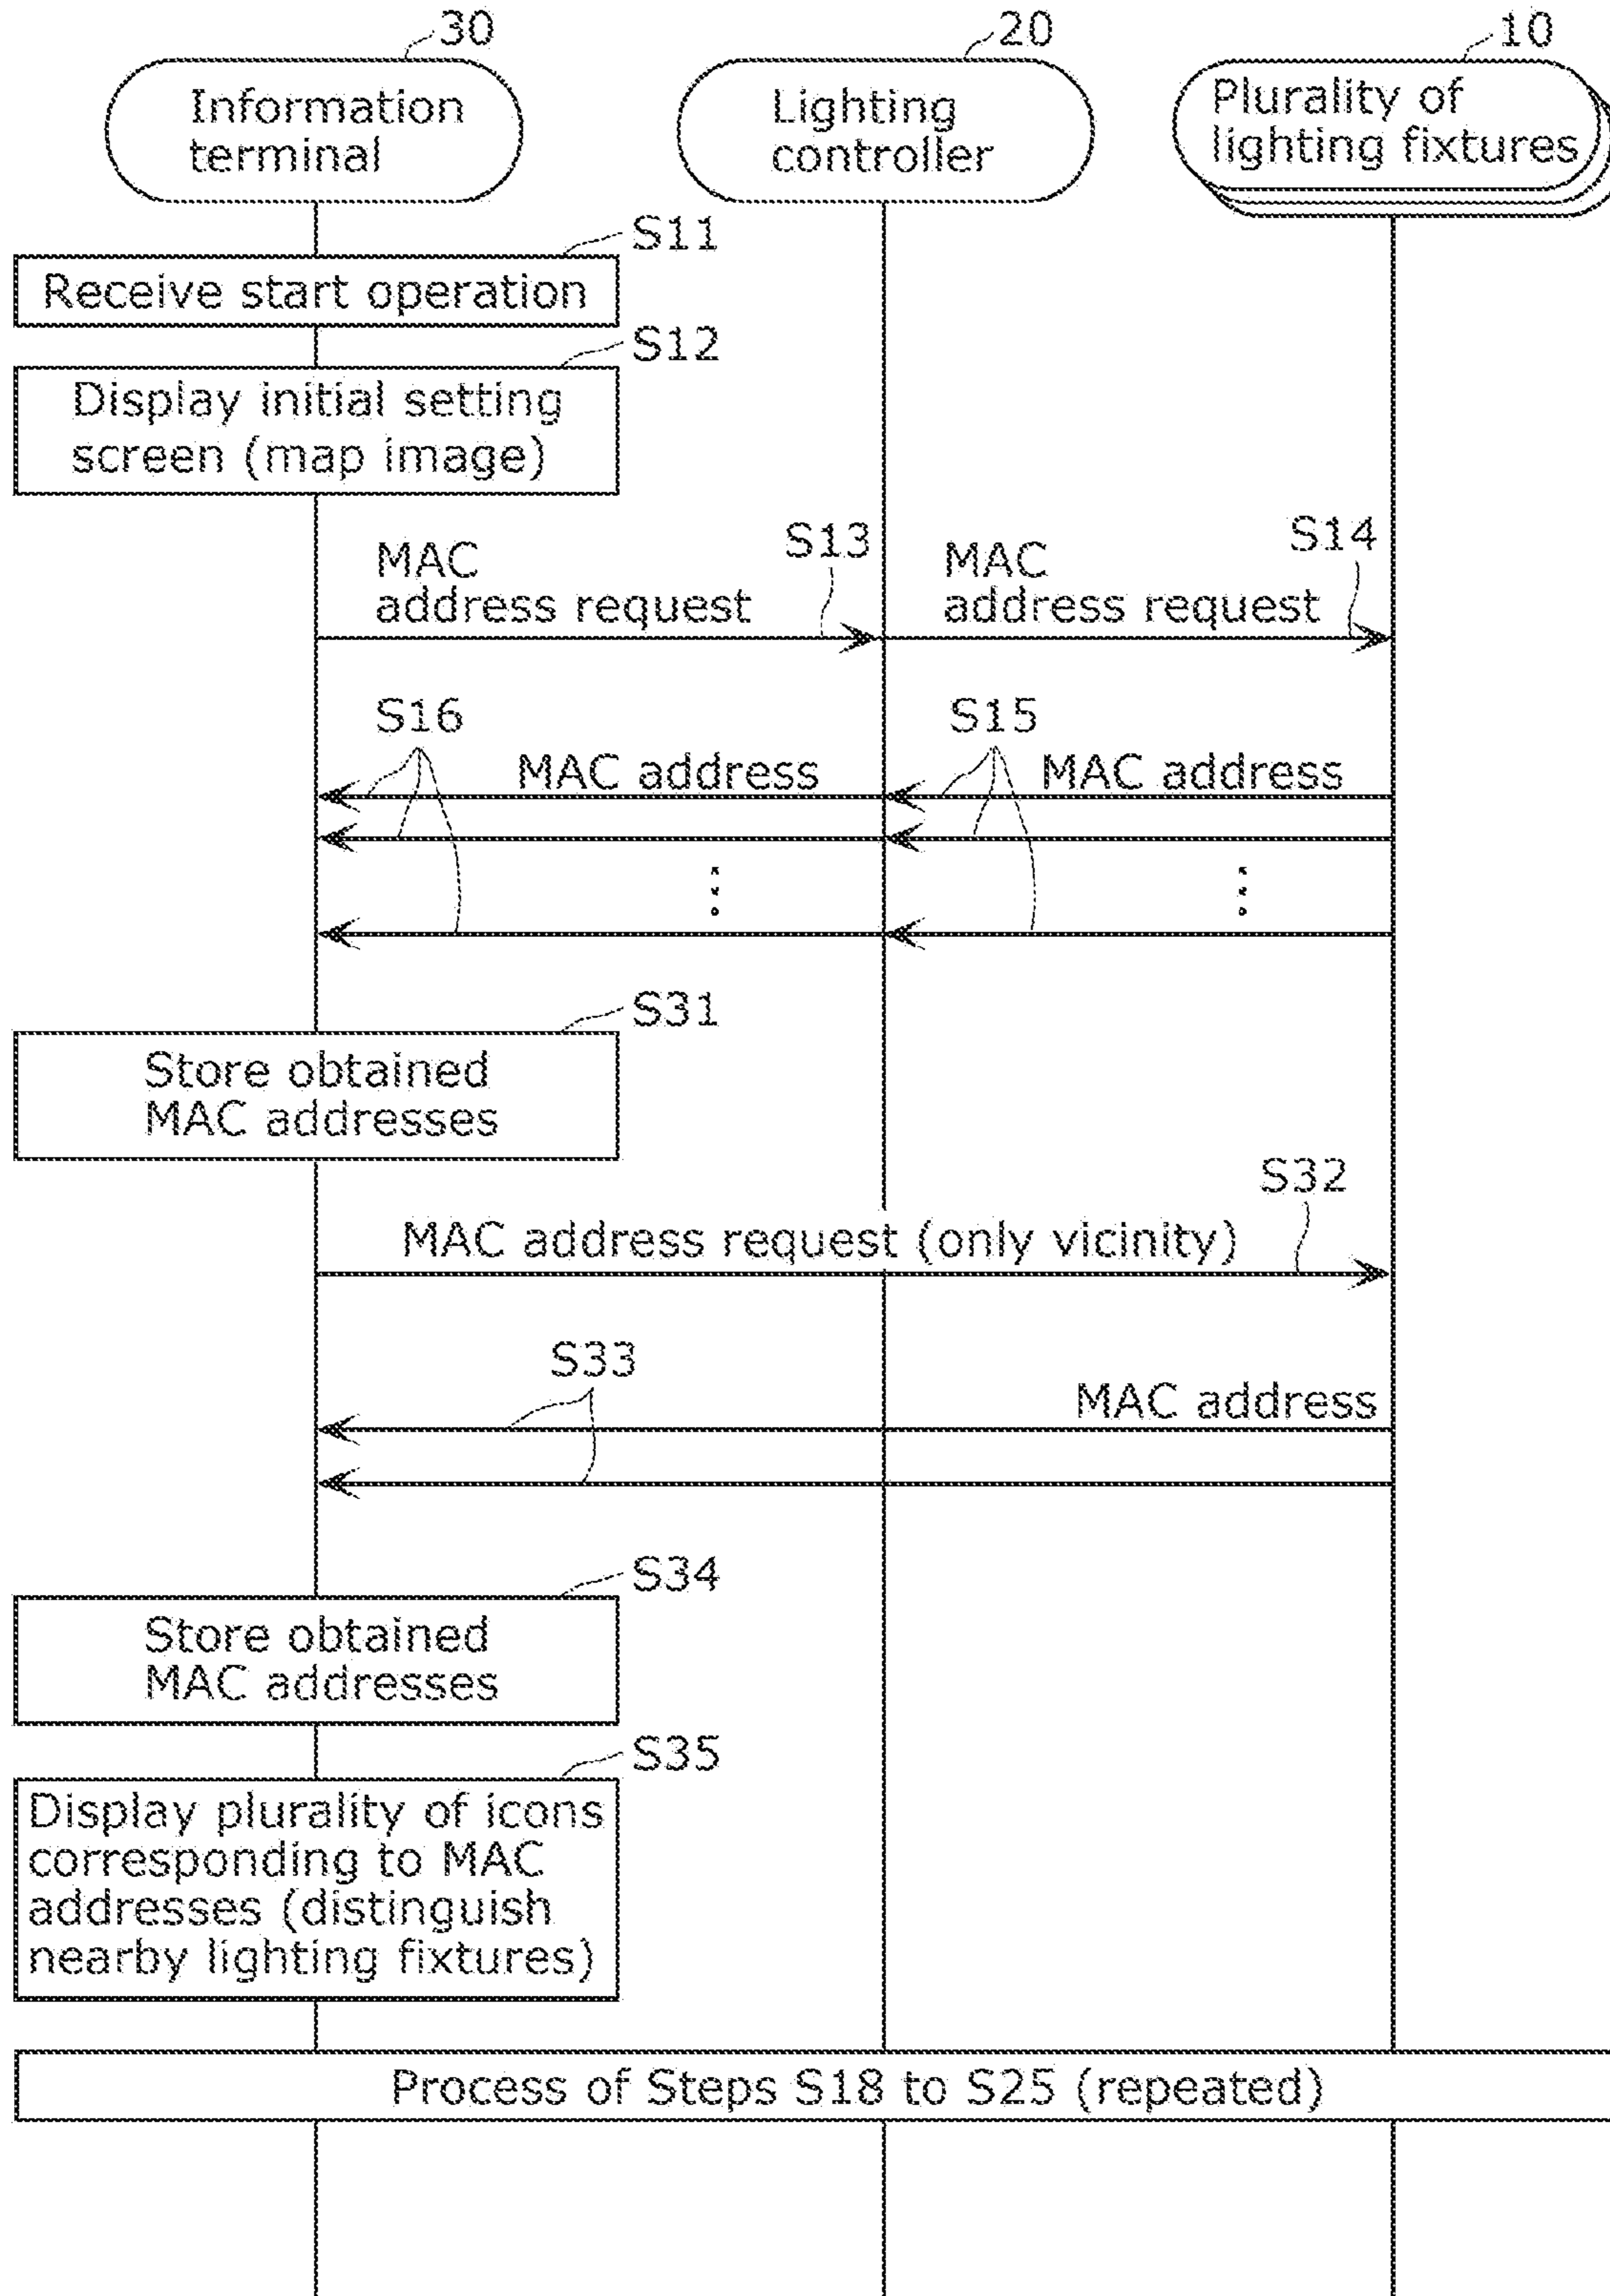 30
20
10
Information
terminal
Lighting
controller
Plurality of
lighting fixtures
S11
Receive start operation
S12
Display initial setting
screen (map image)
S13
S14
MAC
address request
MAC
address request
S16
S15
MAC address
MAC address
S31
Store obtained
MAC addresses
S32
MAC address request (only vicinity)
S33
MAC address
S34
Store obtained
MAC addresses
S35
Display plurality of icons
corresponding to MAC
addresses (distinguish
nearby lighting fixtures)
Process of Steps S18 to S25 (repeated)